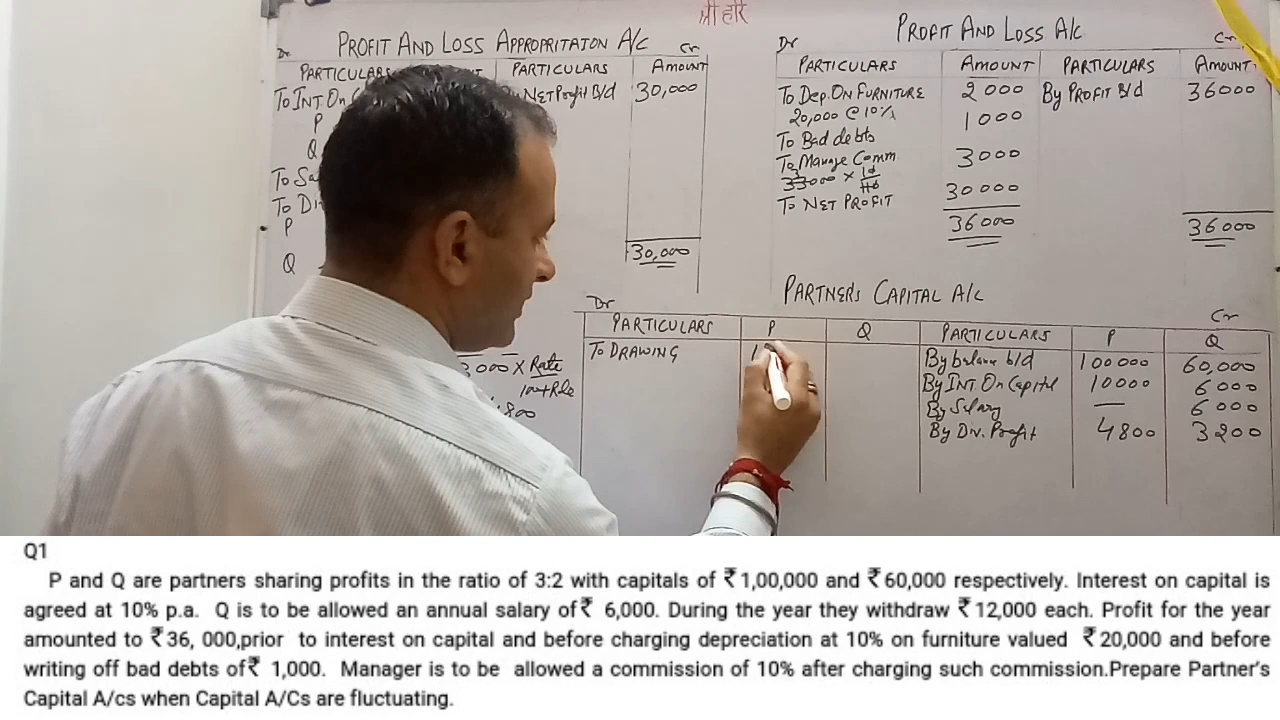 श्री हरि
Dr PROFIT AND LOSS APPROPRITATON A/C Cr
PARTICULARS PARTICULARS AMOUNT
To INT On NET Profit b/d 30,000
P
Q
To Sa
To Di
P
Q
30,000
Dr PROFIT AND LOSS A/C Cr
PARTICULARS AMOUNT PARTICULARS AMOUNT
To Dep. ON FURNITURE 2000 By PROFIT B/d 36000
20,000 @ 10%
To Bad debts 1000
To Manage Comm. 3000
33000 × 10/110
To NET PROFIT 30000
36000 36000
PARTNERS CAPITAL A/C
Dr Cr
PARTICULARS P Q PARTICULARS P Q
To DRAWING By balance b/d 100000 60,000
By INT On Capital 10000 6000
By Salary — 6000
By Div. Profit 4800 3200
000 × Rate
800
Q1
P and Q are partners sharing profits in the ratio of 3:2 with capitals of ₹1,00,000 and ₹60,000 respectively. Interest on capital is
agreed at 10% p.a. Q is to be allowed an annual salary of₹ 6,000. During the year they withdraw ₹12,000 each. Profit for the year
amounted to ₹36, 000,prior to interest on capital and before charging depreciation at 10% on furniture valued ₹20,000 and before
writing off bad debts of₹ 1,000. Manager is to be allowed a commission of 10% after charging such commission.Prepare Partner's
Capital A/cs when Capital A/Cs are fluctuating.